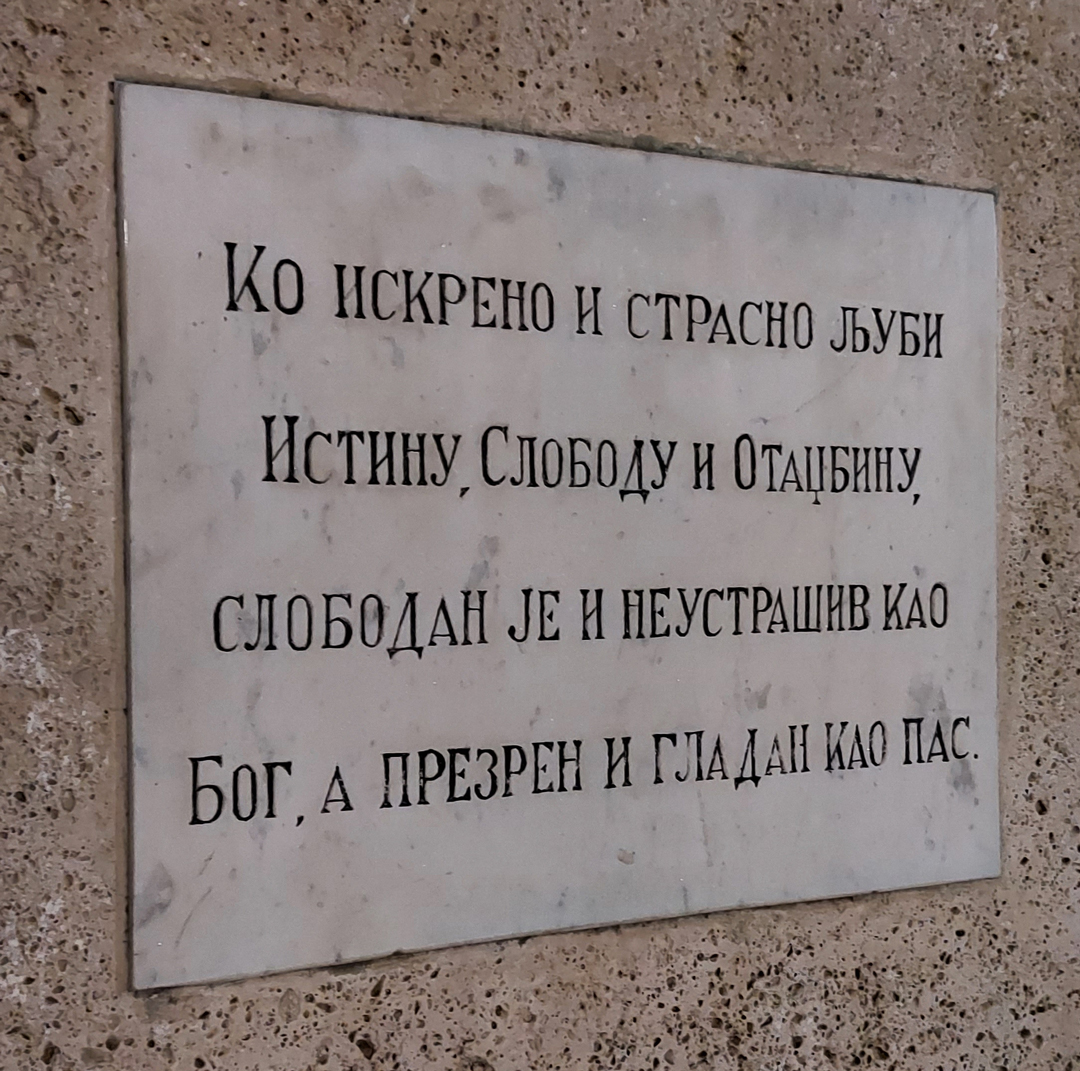 Ко искрено и страсно љуби
Истину, Слободу и Отаџбину,
слободан је и неустрашив као
Бог, а презрен и гладан као пас.